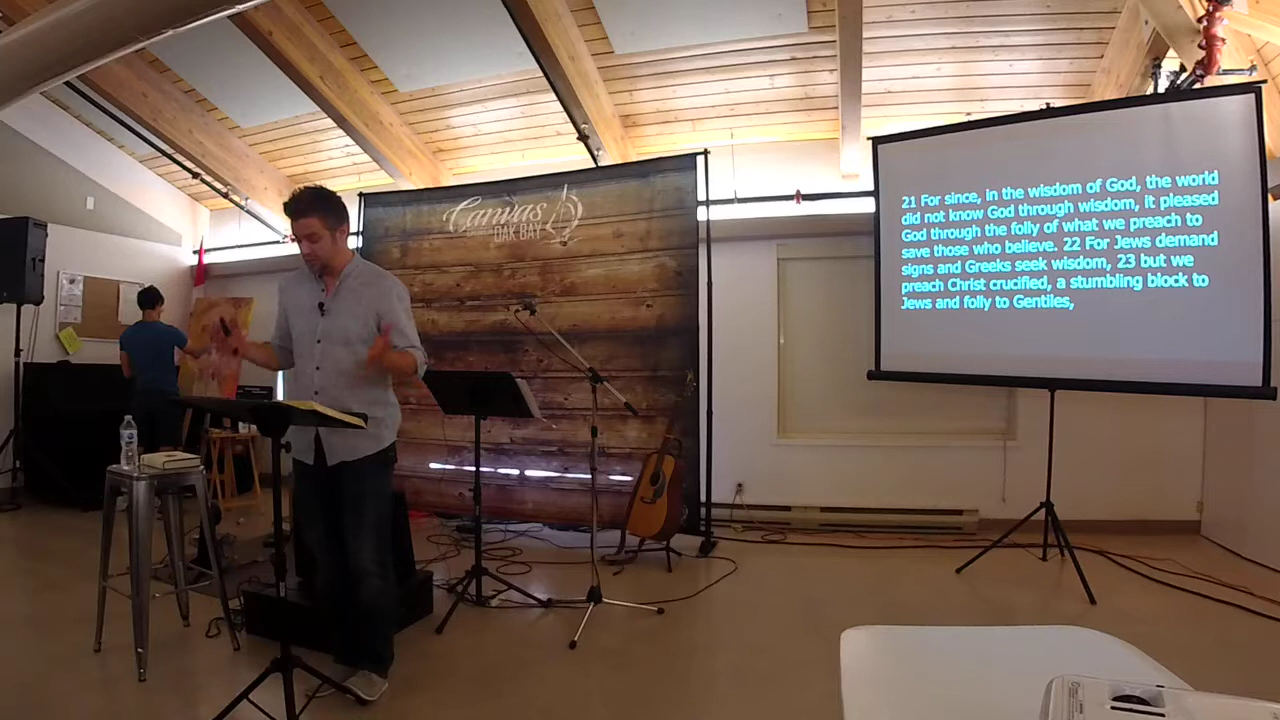 Canvas
OAK BAY
21 For since, in the wisdom of God, the world
did not know God through wisdom, it pleased
God through the folly of what we preach to
save those who believe. 22 For Jews demand
signs and Greeks seek wisdom, 23 but we
preach Christ crucified, a stumbling block to
Jews and folly to Gentiles,